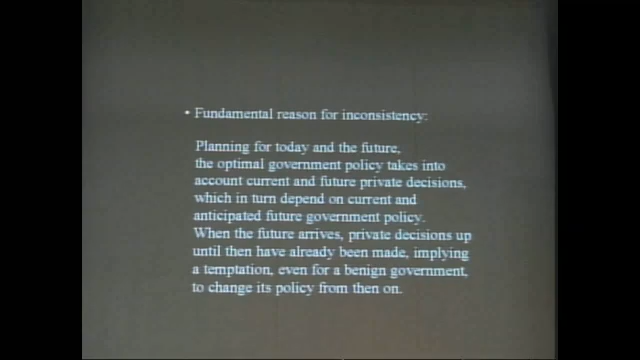 • Fundamental reason for inconsistency:
Planning for today and the future,
the optimal government policy takes into
account current and future private decisions,
which in turn depend on current and
anticipated future government policy.
When the future arrives, private decisions up
until then have already been made, implying
a temptation, even for a benign government,
to change its policy from then on.